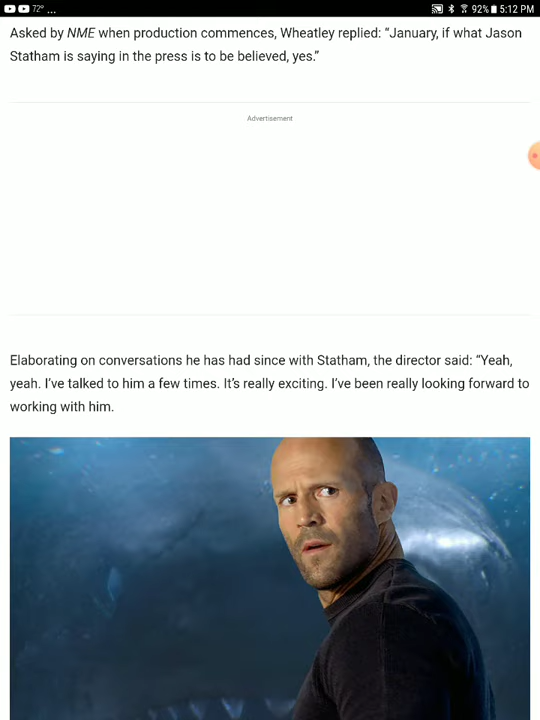 72° ... 92% 5:12 PM
Asked by NME when production commences, Wheatley replied: “January, if what Jason
Statham is saying in the press is to be believed, yes.”
Advertisement
Elaborating on conversations he has had since with Statham, the director said: “Yeah,
yeah. I’ve talked to him a few times. It’s really exciting. I’ve been really looking forward to
working with him.